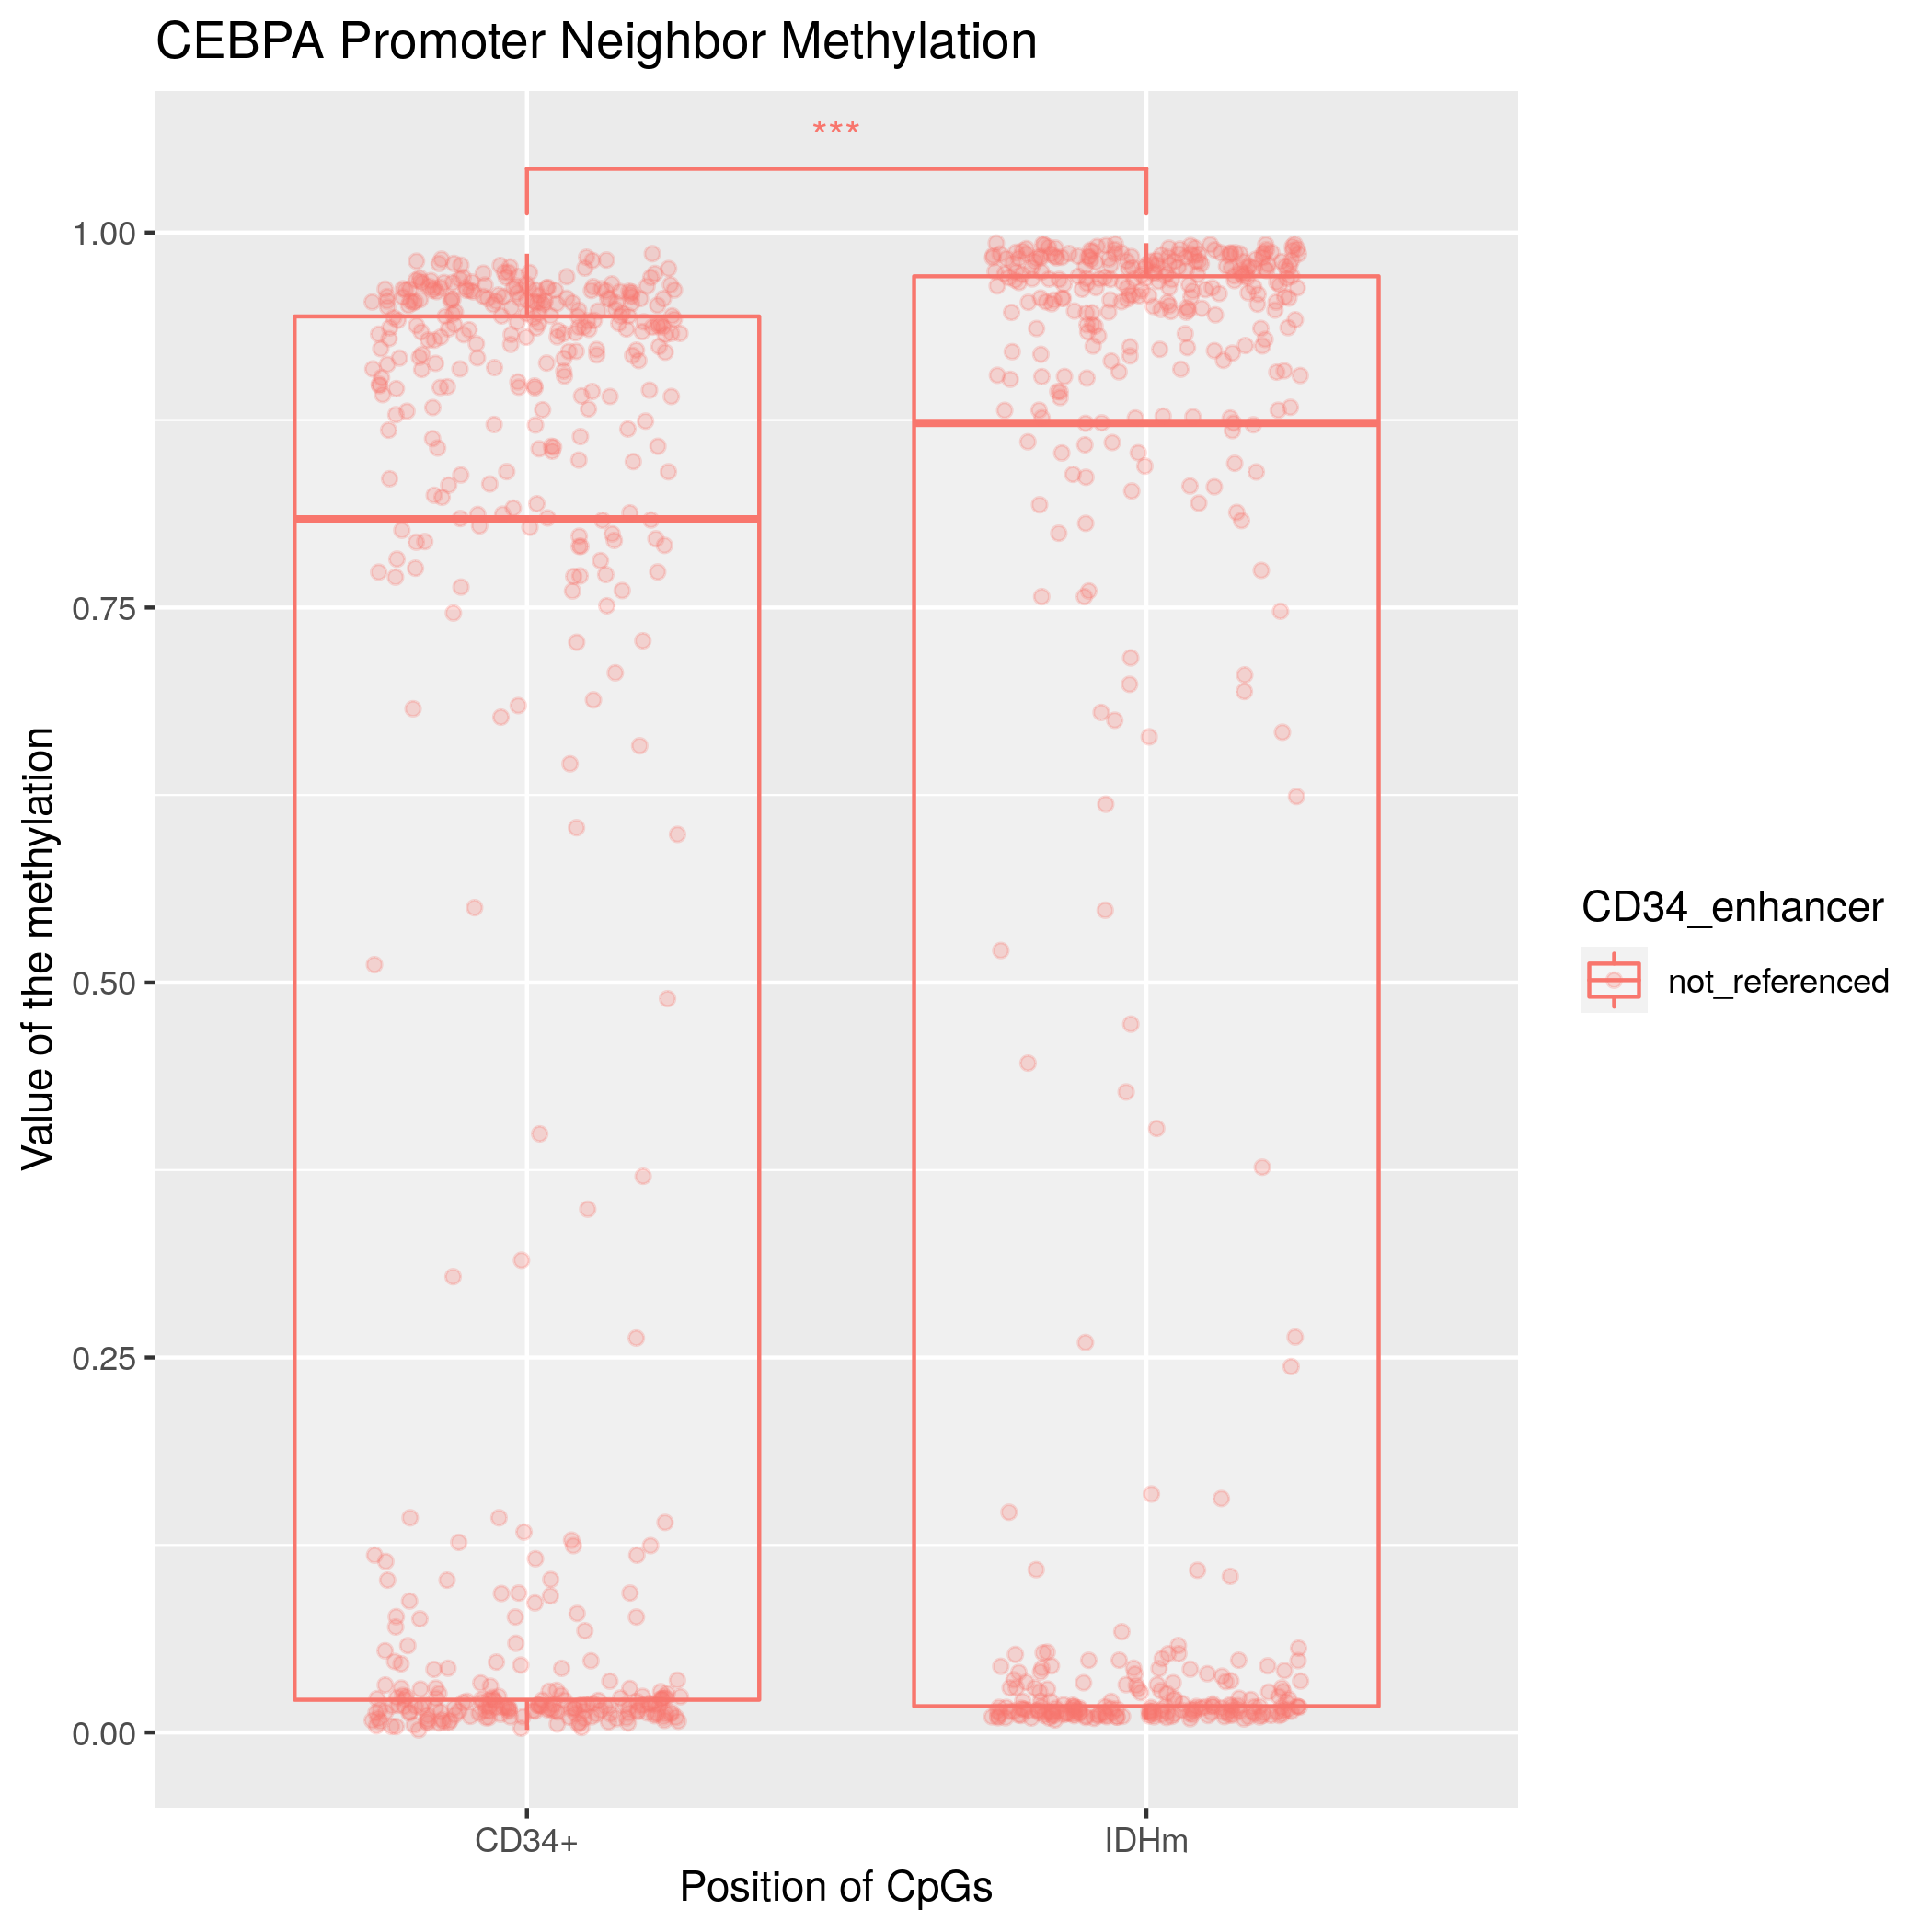 CEBPA Promoter Neighbor Methylation
***
1.00
0.75
0.50
0.25
0.00
Value of the methylation
CD34+
IDHm
Position of CpGs
CD34_enhancer
not_referenced